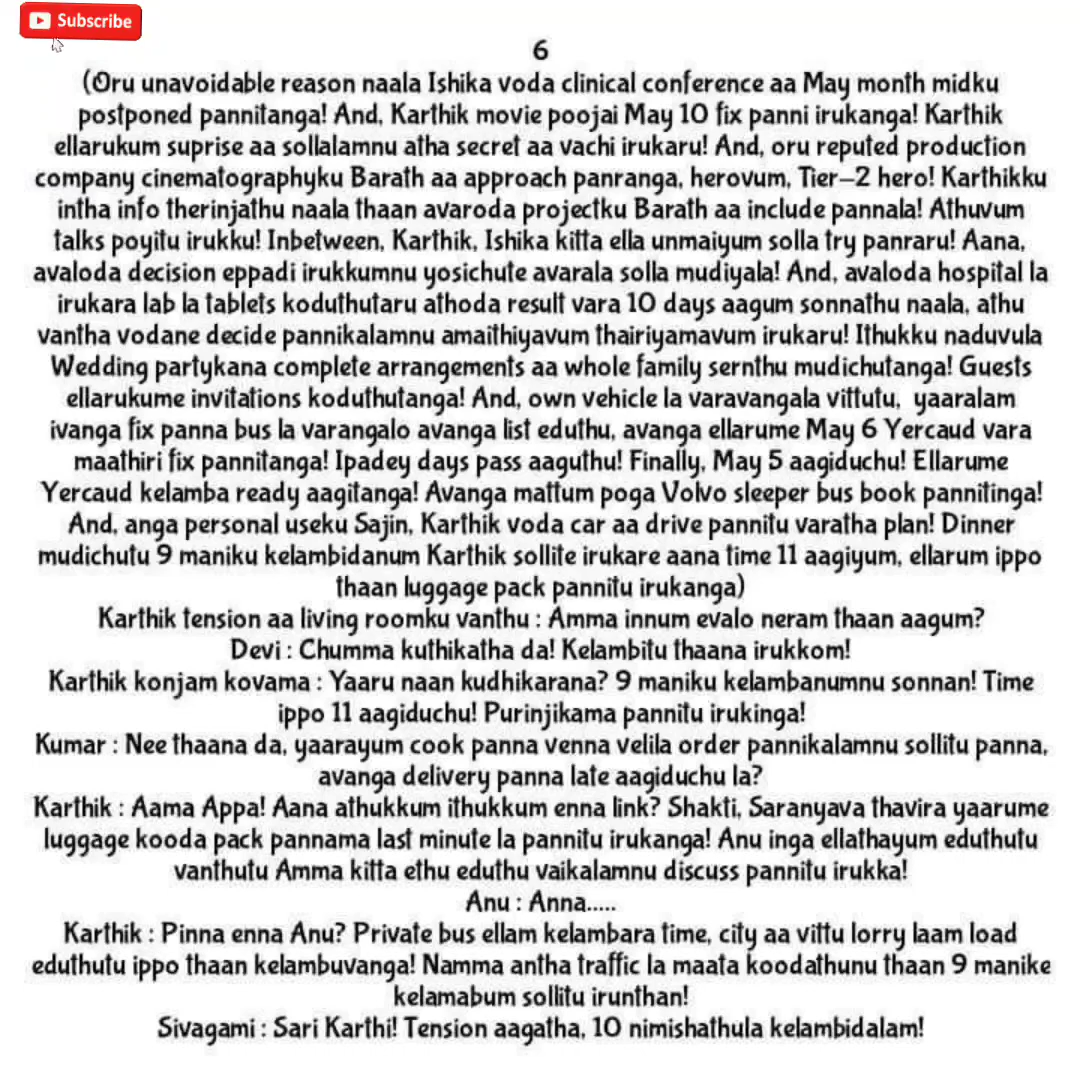 Subscribe
6
(Oru unavoidable reason naala Ishika voda clinical conference aa May month midku
postponed pannitanga! And, Karthik movie poojai May 10 fix panni irukanga! Karthik
ellarukum suprise aa sollalamnu atha secret aa vachi irukaru! And, oru reputed production
company cinematographyku Barath aa approach panranga, herovum, Tier-2 hero! Karthikku
intha info therinjathu naala thaan avaroda projectku Barath aa include pannala! Athuvum
talks poyitu irukku! Inbetween, Karthik, Ishika kitta ella unmaiyum solla try panraru! Aana,
avaloda decision eppadi irukkumnu yosichute avarala solla mudiyala! And, avaloda hospital la
irukara lab la tablets koduthutaru athoda result vara 10 days aagum sonnathu naala, athu
vantha vodane decide pannikalamnu amaithiyavum thairiyamavum irukaru! Ithukku naduvula
Wedding partykana complete arrangements aa whole family sernthu mudichutanga! Guests
ellarukume invitations koduthutanga! And, own vehicle la varavangala vittutu, yaaralam
ivanga fix panna bus la varangalo avanga list eduthu, avanga ellarume May 6 Yercaud vara
maathiri fix pannitanga! Ipadey days pass aaguthu! Finally, May 5 aagiduchu! Ellarume
Yercaud kelamba ready aagitanga! Avanga mattum poga Volvo sleeper bus book pannitinga!
And, anga personal useku Sajin, Karthik voda car aa drive pannitu varatha plan! Dinner
mudichutu 9 maniku kelambidanum Karthik sollite irukare aana time 11 aagiyum, ellarum ippo
thaan luggage pack pannitu irukanga)
Karthik tension aa living roomku vanthu : Amma innum evalo neram thaan aagum?
Devi : Chumma kuthikatha da! Kelambitu thaana irukkom!
Karthik konjam kovama : Yaaru naan kudhikarana? 9 maniku kelambanumnu sonnan! Time
ippo 11 aagiduchu! Purinjikama pannitu irukinga!
Kumar : Nee thaana da, yaarayum cook panna venna velila order pannikalamnu sollitu panna,
avanga delivery panna late aagiduchu la?
Karthik : Aama Appa! Aana athukkum ithukkum enna link? Shakti, Saranyava thavira yaarume
luggage kooda pack pannama last minute la pannitu irukanga! Anu inga ellathayum eduthutu
vanthutu Amma kitta ethu eduthu vaikalamnu discuss pannitu irukka!
Anu : Anna.....
Karthik : Pinna enna Anu? Private bus ellam kelambara time, city aa vittu lorry laam load
eduthutu ippo thaan kelambuvanga! Namma antha traffic la maata koodathunu thaan 9 manike
kelamabum sollitu irunthan!
Sivagami : Sari Karthi! Tension aagatha, 10 nimishathula kelambidalam!